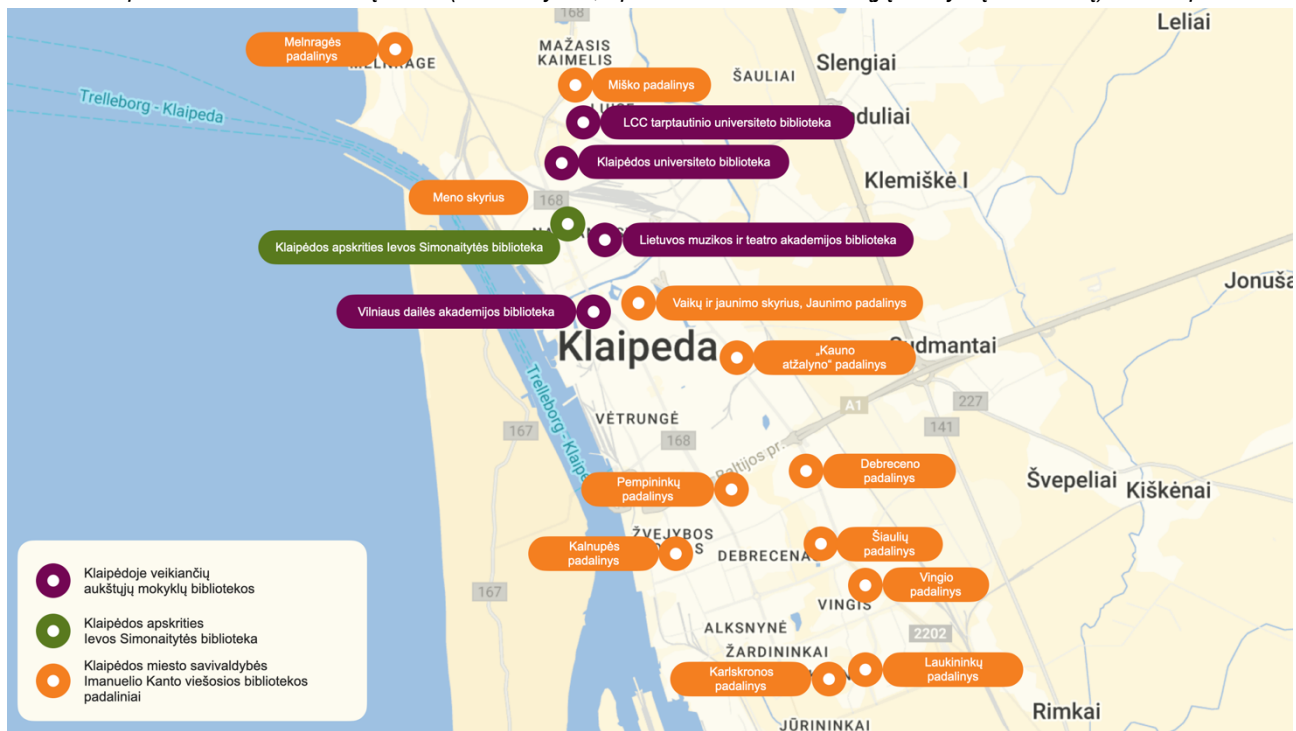 Leliai
Melnragės
padalinys
MELNRAGE
168
MAŽASIS
KAIMELIS
ŠAULIAI
Slengiai
Miško padalinys
Trelleborg - Klaipeda
LCC tarptautinio universiteto biblioteka
Klaipėdos universiteto biblioteka
Klemiškė I
Meno skyrius
168
Klaipėdos apskrities Ievos Simonaitytės biblioteka
Lietuvos muzikos ir teatro akademijos biblioteka
Vaikų ir jaunimo skyrius, Jaunimo padalinys
Vilniaus dailės akademijos biblioteka
Klaipeda
„Kauno
atžalyno“ padalinys
Trelleborg - Klaipeda
A1
227
VĖTRUNGĖ
167
168
141
Baltijos pr.
Debreceno
padalinys
Pempininkų
padalinys
Švepeliai
Kiškėnai
ŽVEJYBOS
Kalnupės
padalinys
DEBRECENAS
Šiaulių
padalinys
Vingio
padalinys
167
VINGIS
ALKSNYNĖ
2202
ŽARDININKAI
Karlskronos
padalinys
Laukininkų
padalinys
JŪRININKAI
Rimkai
Klaipėdoje veikiančių
aukštųjų mokyklų bibliotekos
Klaipėdos apskrities
Ievos Simonaitytės biblioteka
Klaipėdos miesto savivaldybės
Imanuelio Kanto viešosios bibliotekos
padaliniai